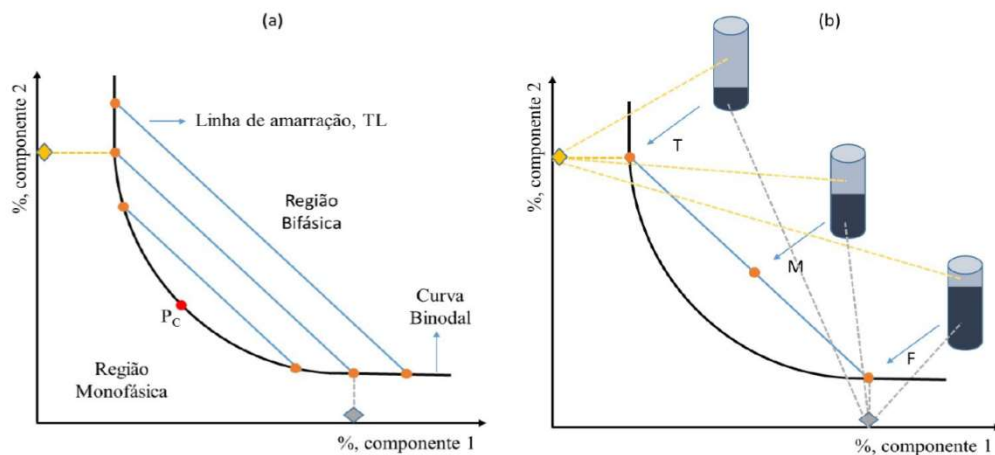 (a)
%, componente 2
Linha de amarração, TL
Região
Bifásica
Curva
Binodal
P_C
Região
Monofásica
%, componente 1
(b)
%, componente 2
T
M
F
%, componente 1